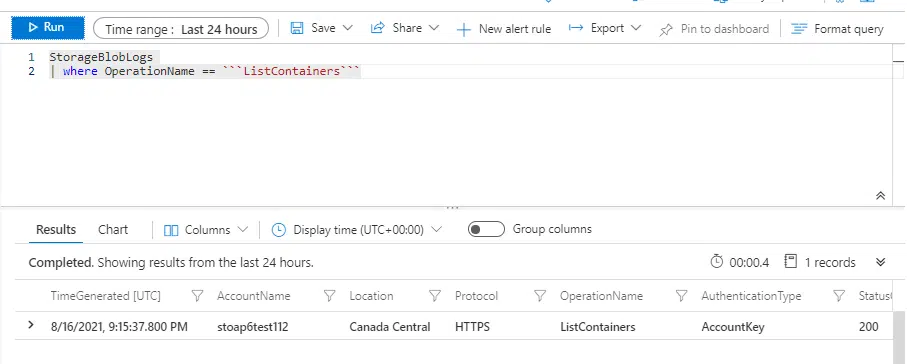 Run Time range : Last 24 hours Save Share New alert rule Export Pin to dashboard Format query
1 StorageBlobLogs
2 | where OperationName == ```ListContainers```
Results Chart Columns Display time (UTC+00:00) Group columns
Completed. Showing results from the last 24 hours. 00:00.4 1 records
TimeGenerated [UTC] AccountName Location Protocol OperationName AuthenticationType
8/16/2021, 9:15:37.800 PM stoap6test112 Canada Central HTTPS ListContainers AccountKey 200